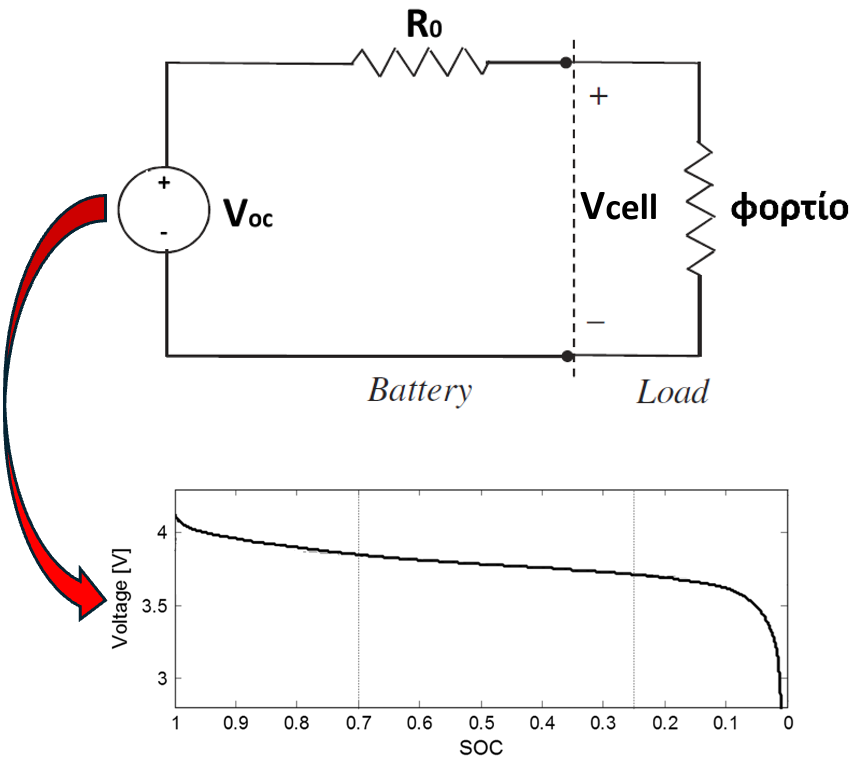 R0
+
+
-
Voc
Vcell
φορτίο
–
Battery
Load
Voltage [V]
4
3.5
3
1 0.9 0.8 0.7 0.6 0.5 0.4 0.3 0.2 0.1 0
SOC